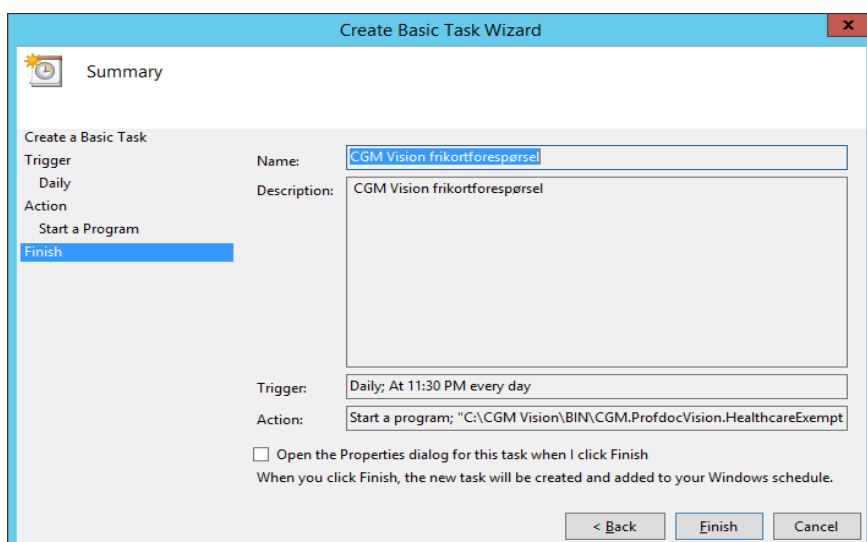 Create Basic Task Wizard
x
Summary
Create a Basic Task
Trigger
Daily
Action
Start a Program
Finish
Name:
CGM Vision frikortforespørsel
Description:
CGM Vision frikortforespørsel
Trigger:
Daily; At 11:30 PM every day
Action:
Start a program; "C:\CGM Vision\BIN\CGM.ProfdocVision.HealthcareExempt
Open the Properties dialog for this task when I click Finish
When you click Finish, the new task will be created and added to your Windows schedule.
< Back
Finish
Cancel